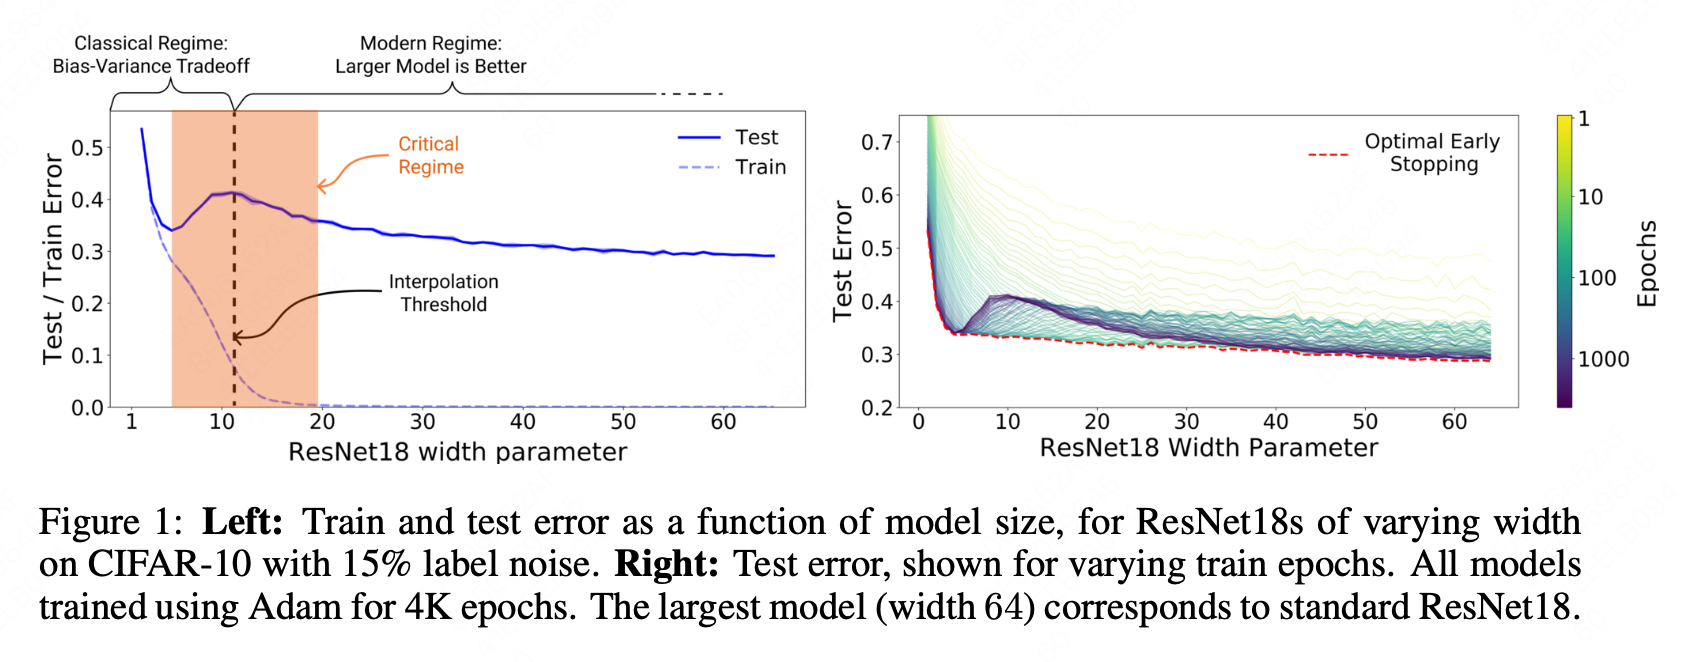 Classical Regime:
Bias-Variance Tradeoff
Modern Regime:
Larger Model is Better
Critical
Regime
Interpolation
Threshold
Test
Train
Test / Train Error
0.5
0.4
0.3
0.2
0.1
0.0
1 10 20 30 40 50 60
ResNet18 width parameter
Optimal Early
Stopping
Test Error
0.7
0.6
0.5
0.4
0.3
0.2
0 10 20 30 40 50 60
ResNet18 Width Parameter
1
10
100
1000
Epochs
Figure 1: Left: Train and test error as a function of model size, for ResNet18s of varying width
on CIFAR-10 with 15% label noise. Right: Test error, shown for varying train epochs. All models
trained using Adam for 4K epochs. The largest model (width 64) corresponds to standard ResNet18.